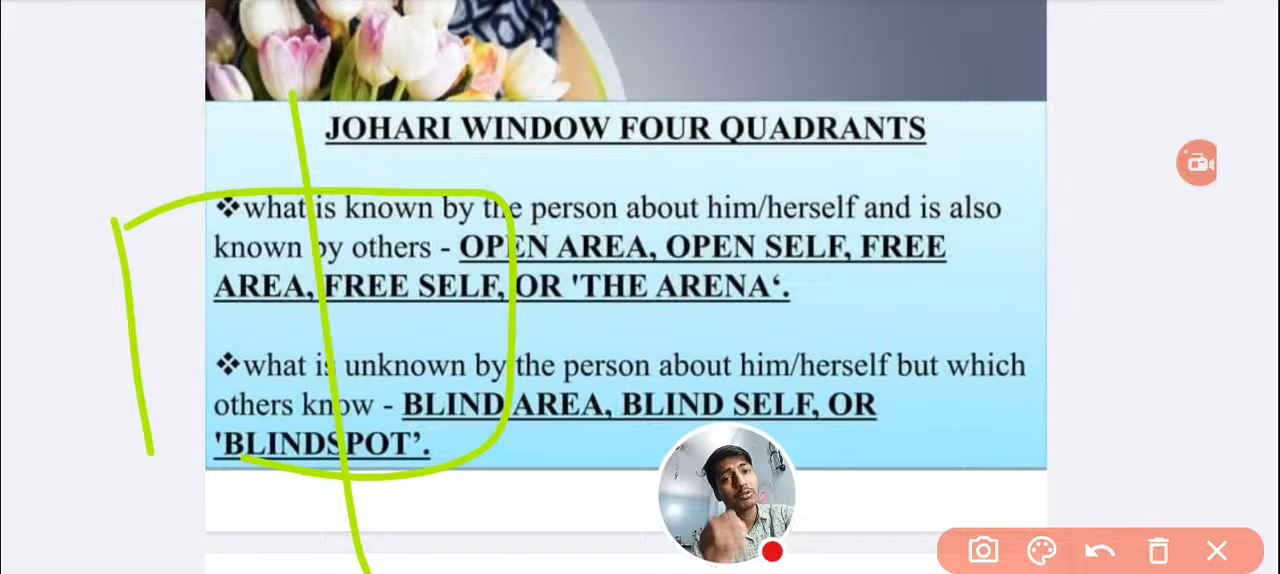 JOHARI WINDOW FOUR QUADRANTS
❖what is known by the person about him/herself and is also
known by others - OPEN AREA, OPEN SELF, FREE
AREA, FREE SELF, OR 'THE ARENA‘.
❖what is unknown by the person about him/herself but which
others know - BLIND AREA, BLIND SELF, OR
'BLINDSPOT’.